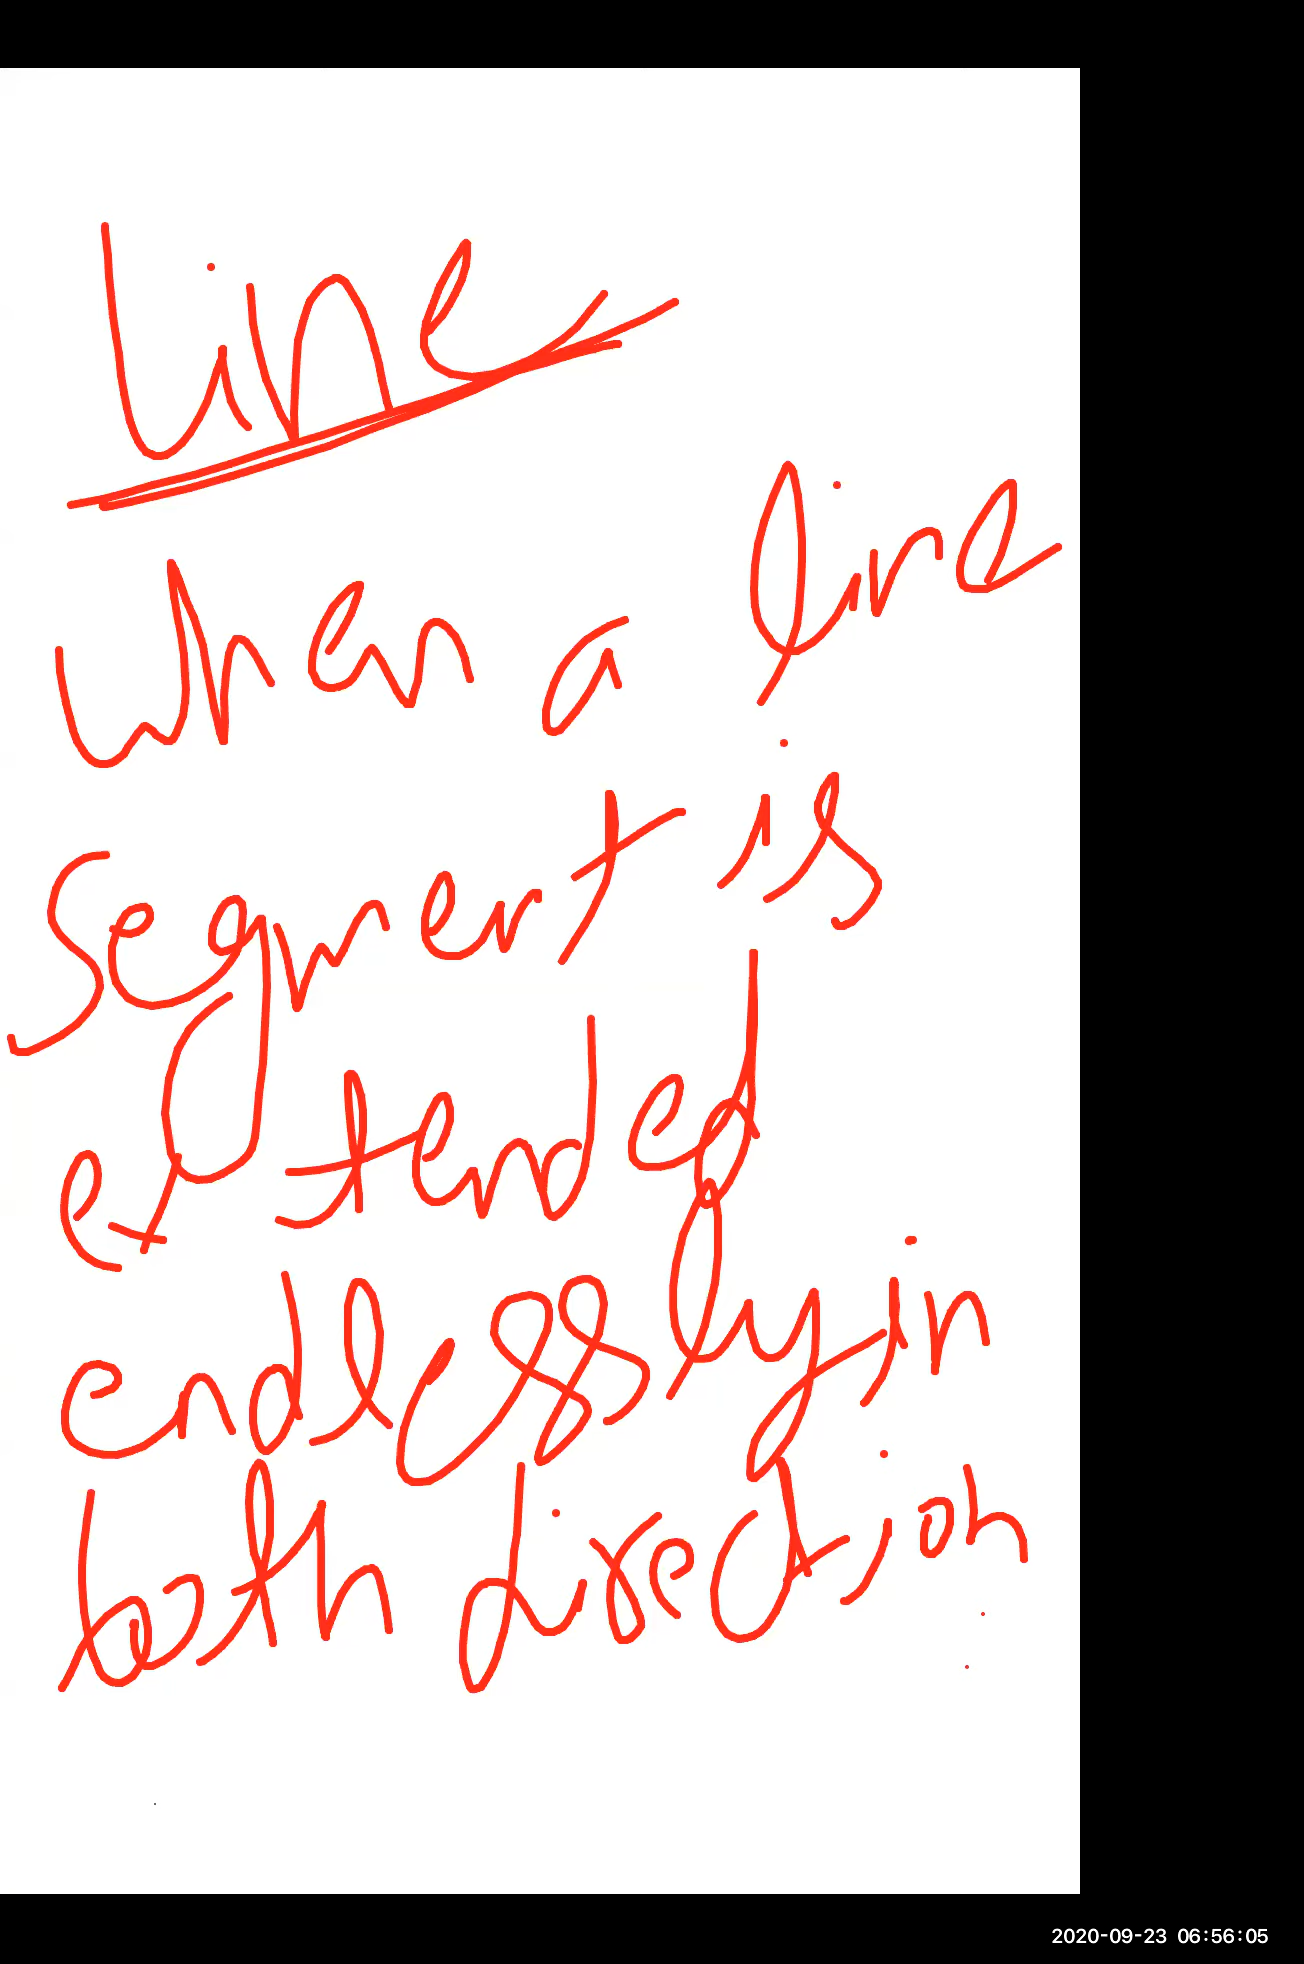 Line
When a line
segment is
extended
endlessly in
both direction
2020-09-23 06:56:05